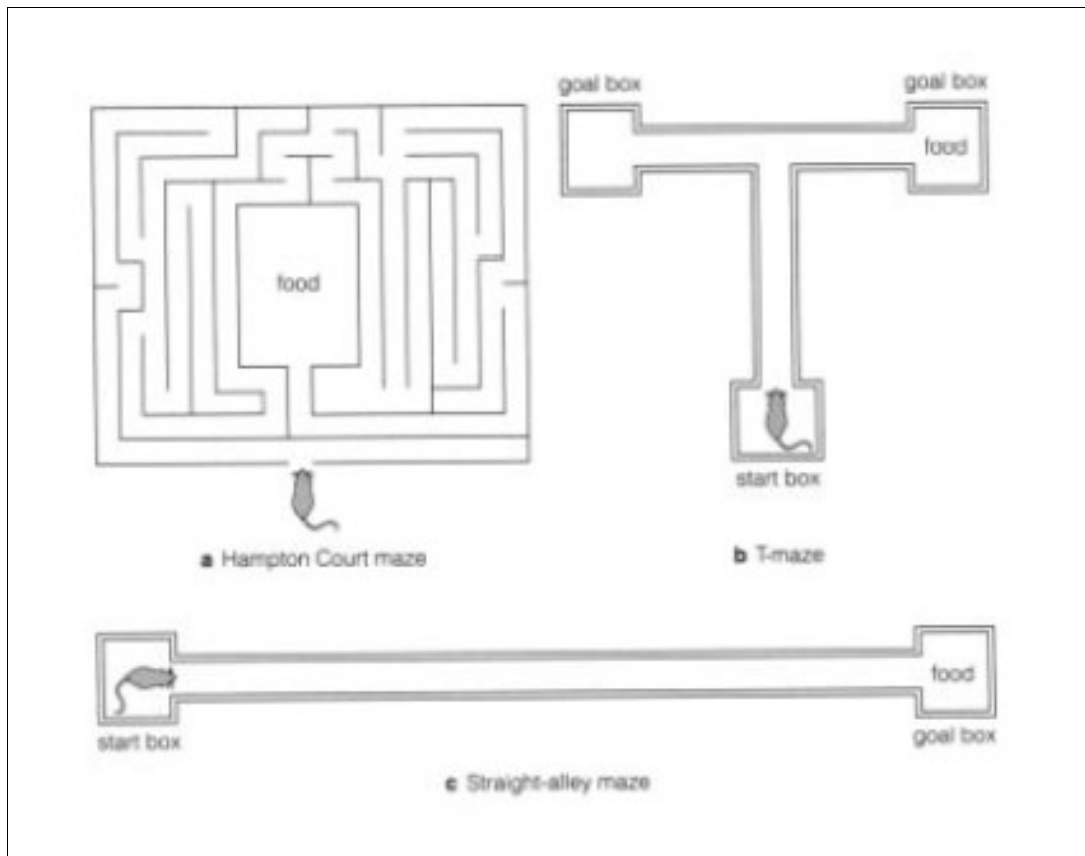 goal box
goal box
food
food
start box
a Hampton Court maze
b T-maze
food
start box
goal box
c Straight-alley maze